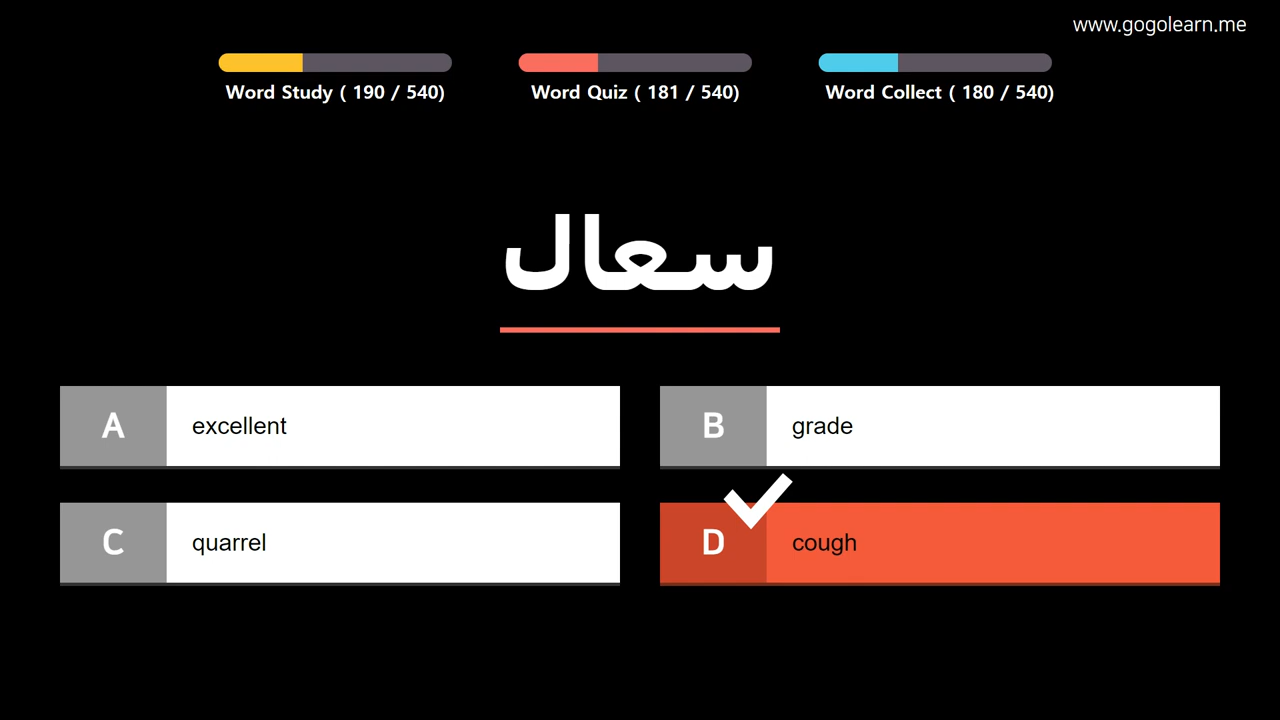 www.gogolearn.me
Word Study ( 190 / 540)
Word Quiz ( 181 / 540)
Word Collect ( 180 / 540)
سعال
A excellent
B grade
C quarrel
D cough